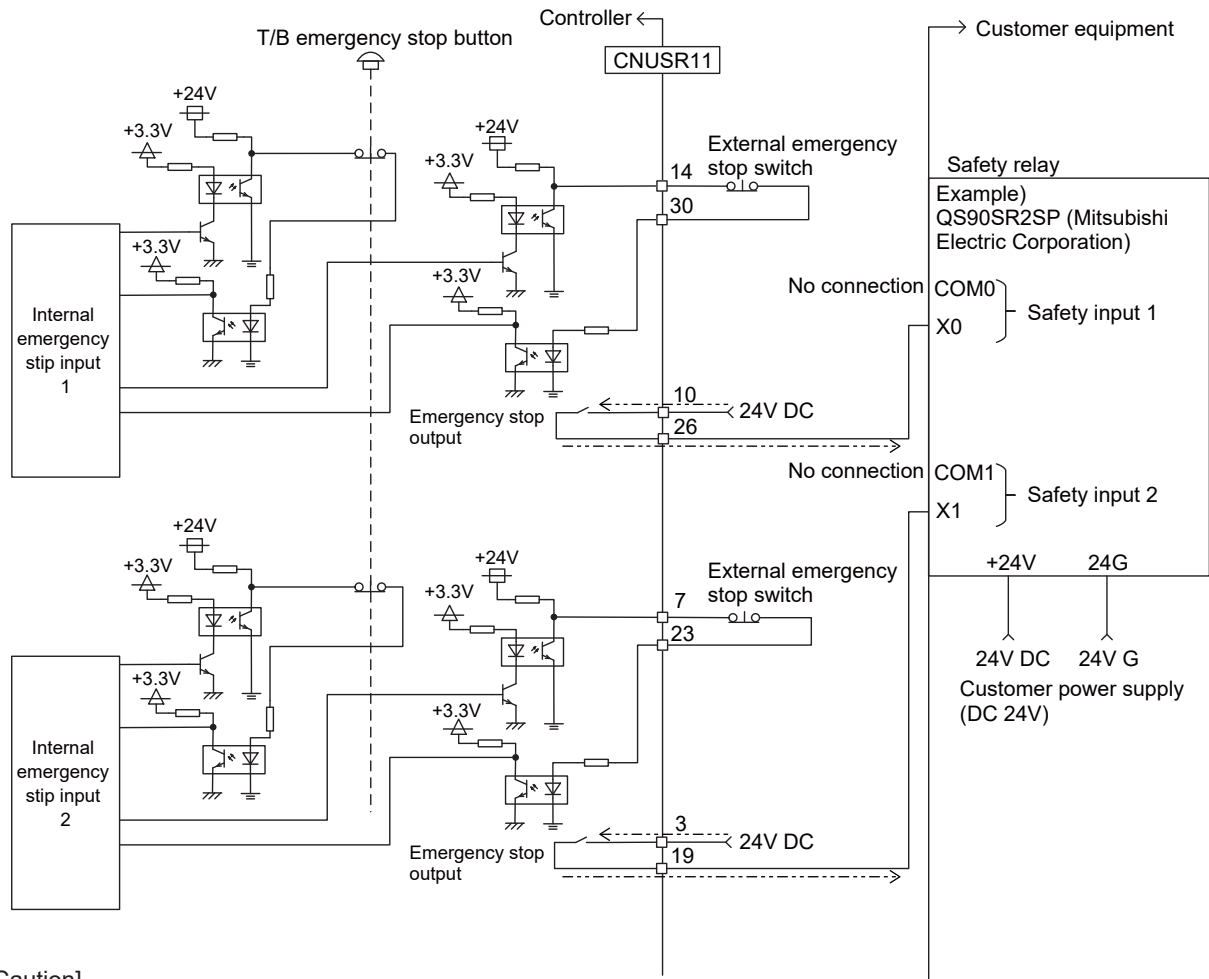 Controller
Customer equipment
T/B emergency stop button
CNUSR11
+24V
+3.3V
+24V
+3.3V
External emergency
stop switch
14
30
Safety relay
Example)
QS90SR2SP (Mitsubishi
Electric Corporation)
+3.3V
+3.3V
No connection
COM0
X0
Safety input 1
Internal
emergency
stip input
1
10
24V DC
26
Emergency stop
output
No connection
COM1
X1
Safety input 2
+24V
+3.3V
+24V
+3.3V
External emergency
stop switch
7
23
+24V
24G
24V DC
24V G
Customer power supply
(DC 24V)
+3.3V
+3.3V
Internal
emergency
stip input
2
3
24V DC
19
Emergency stop
output
Caution]